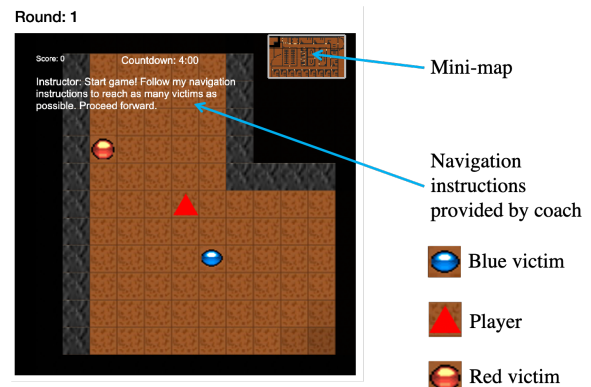 Round: 1
Score: 0
Countdown: 4:00
Instructor: Start game! Follow my navigation
instructions to reach as many victims as
possible. Proceed forward.
Mini-map
Navigation
instructions
provided by coach
Blue victim
Player
Red victim